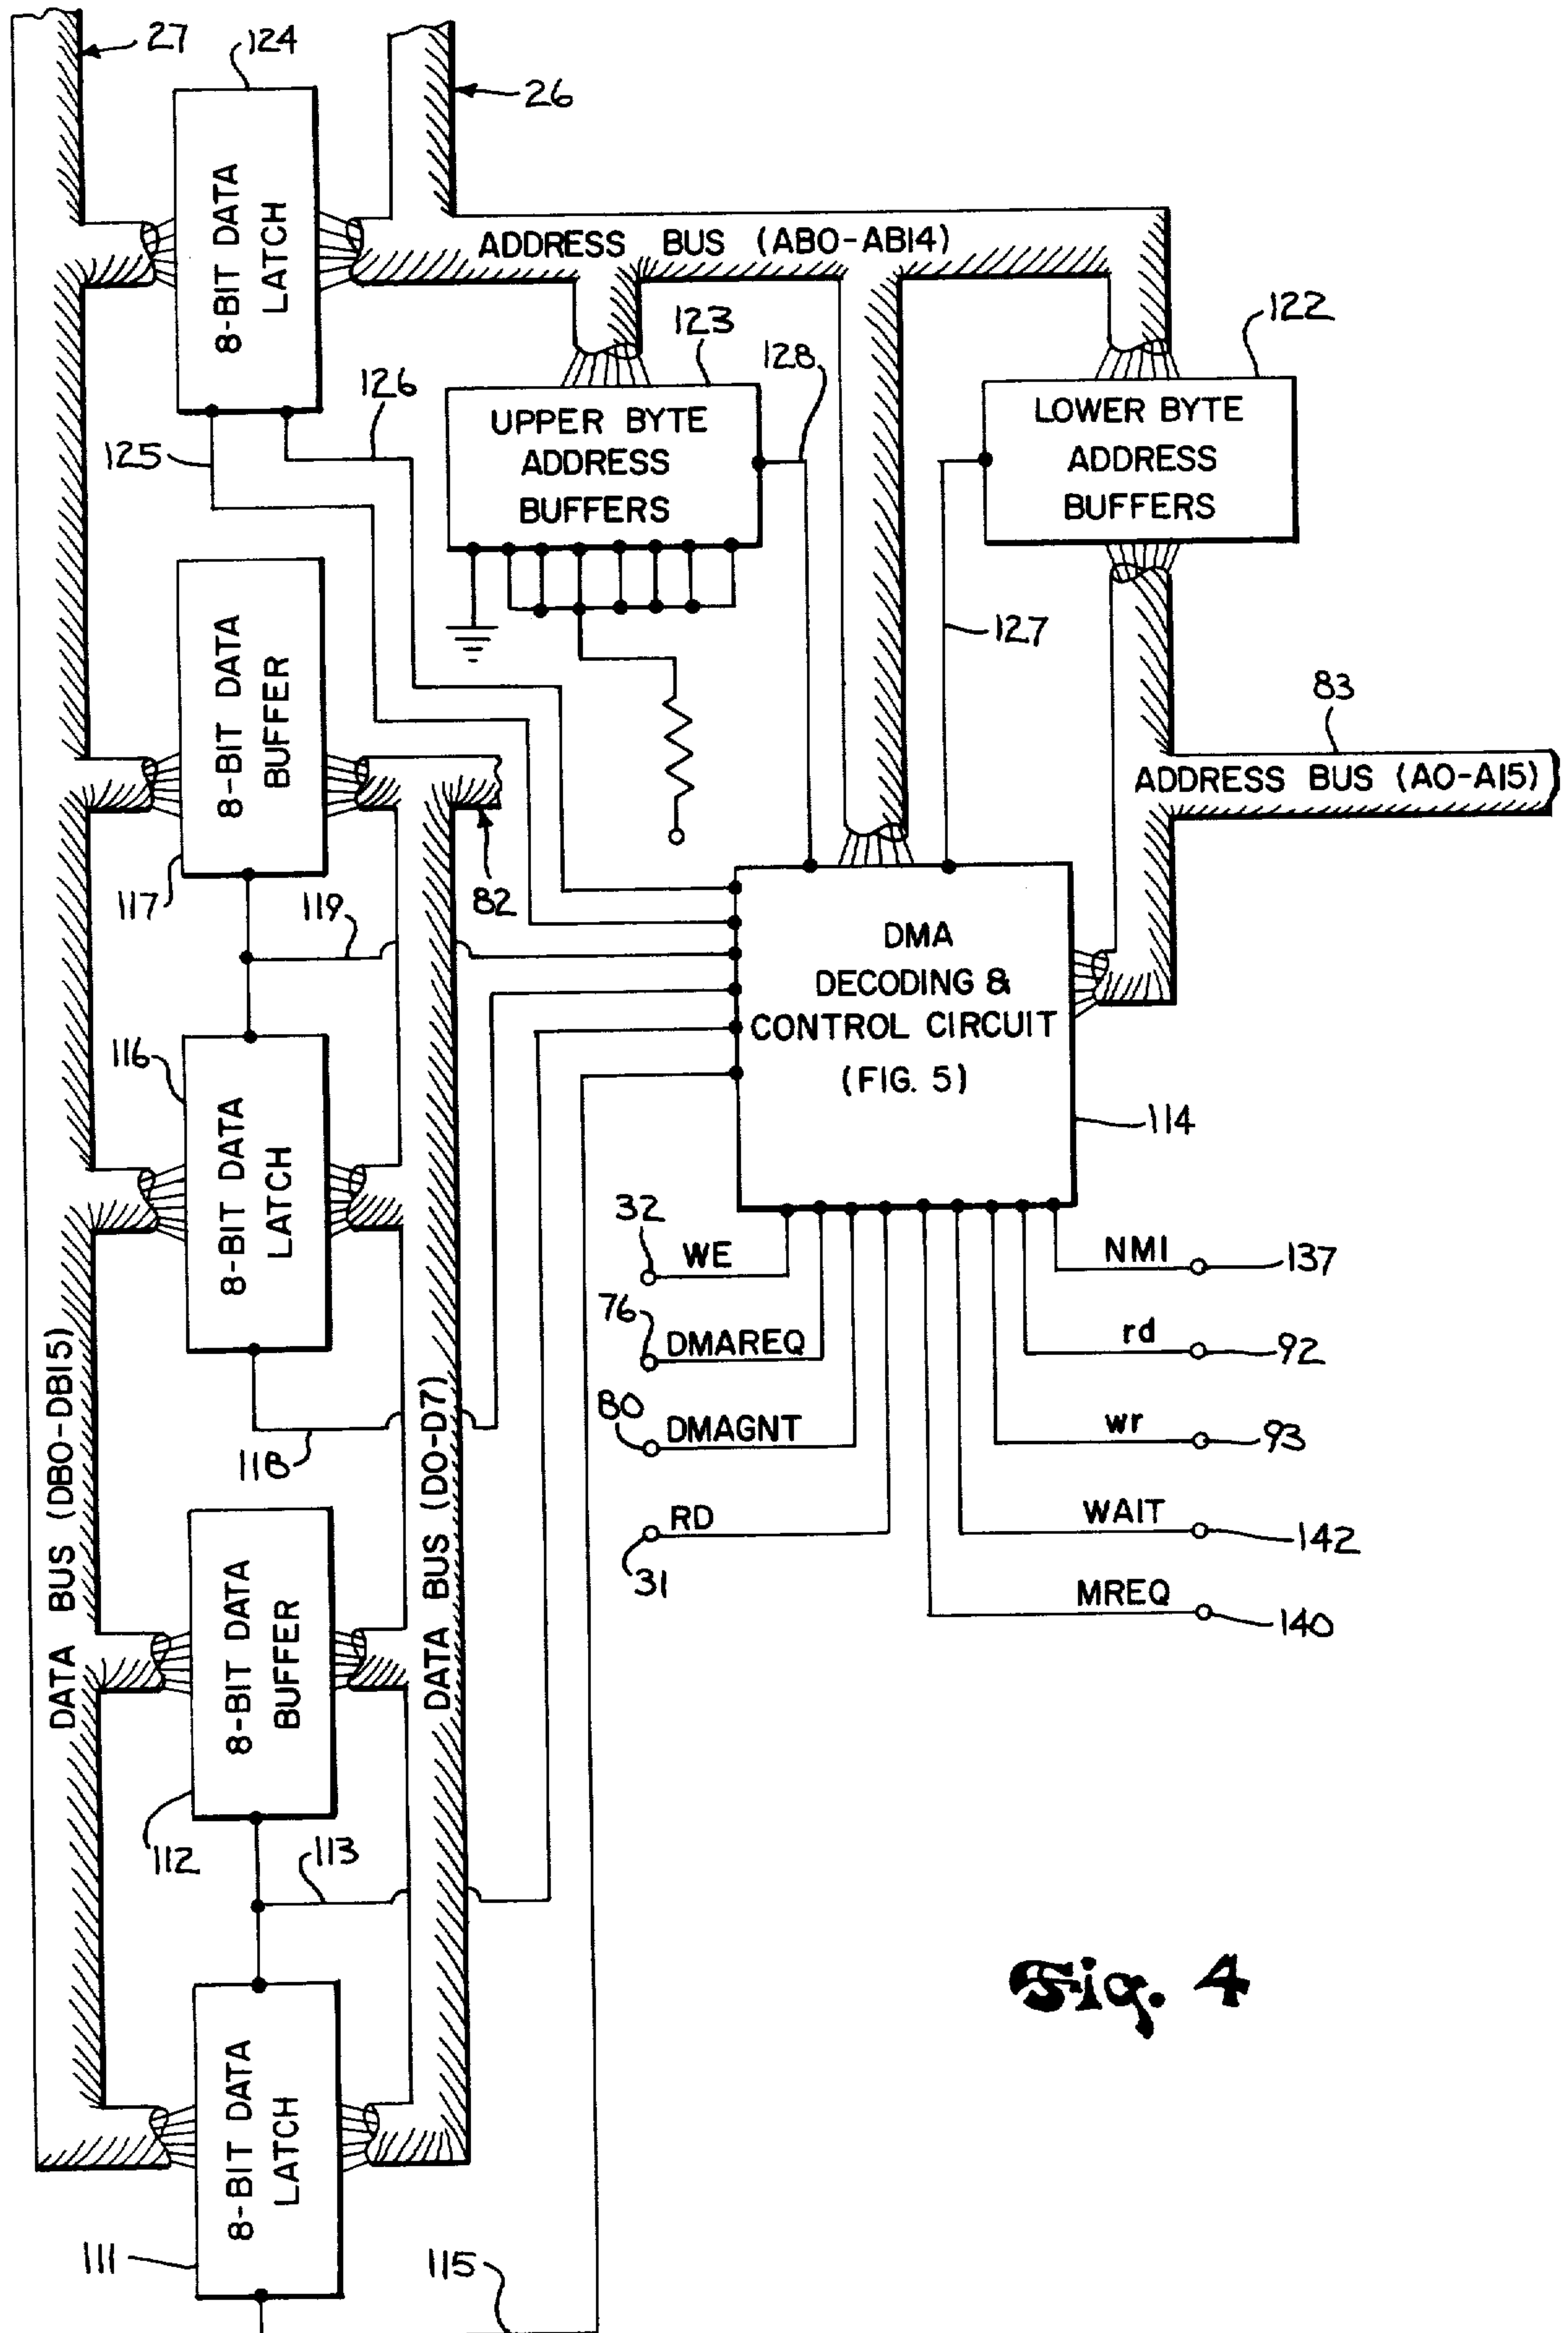 27
124
26
8-BIT DATA
LATCH
ADDRESS BUS (AB0-AB14)
123
128
122
126
125
UPPER BYTE
ADDRESS
BUFFERS
LOWER BYTE
ADDRESS
BUFFERS
127
8-BIT DATA
BUFFER
83
ADDRESS BUS (A0-A15)
117
119
82
DMA
DECODING &
CONTROL CIRCUIT
(FIG. 5)
116
114
8-BIT DATA
LATCH
32
WE
NMI
137
76
DMAREQ
rd
92
80
DMAGNT
wr
93
118
DATA BUS (DB0-DB15)
DATA BUS (D0-D7)
RD
31
WAIT
142
MREQ
140
8-BIT DATA
BUFFER
112
113
8-BIT DATA
LATCH
111
115
Fig. 4